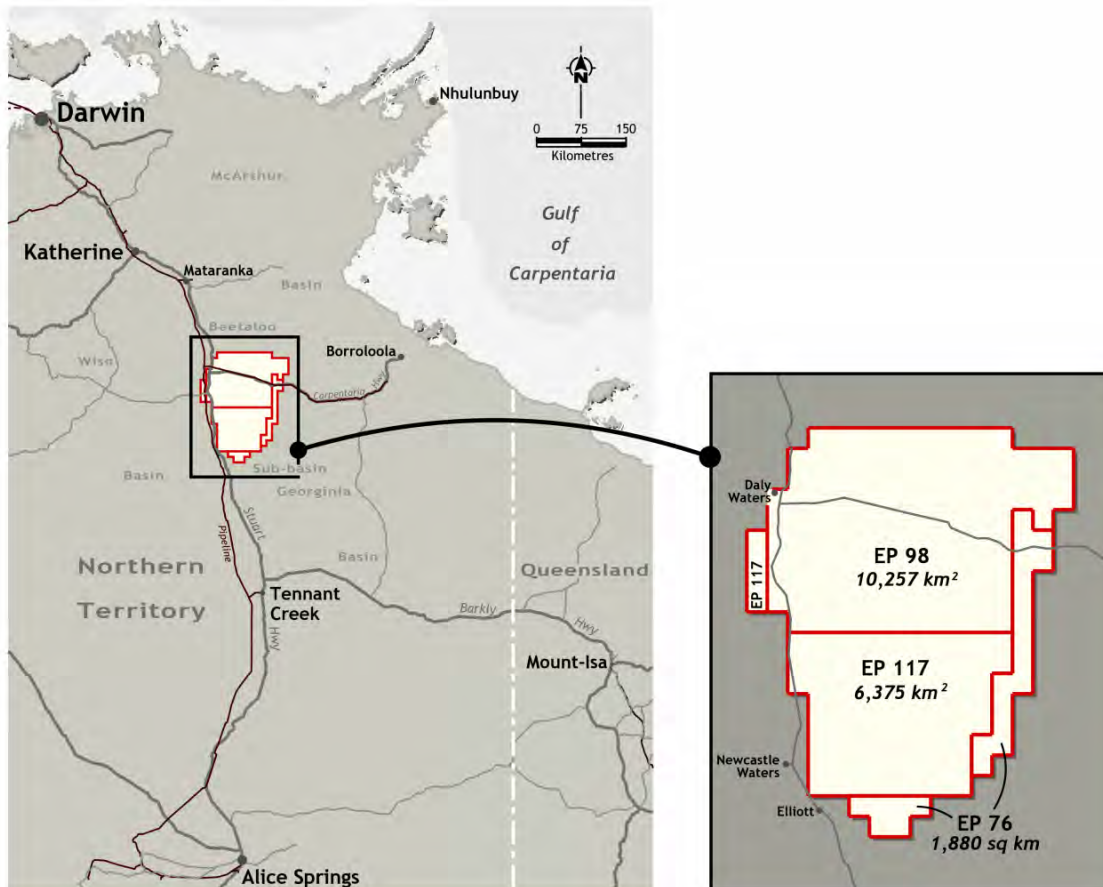 Darwin
Nhulunbuy
N
0 75 150
Kilometres
McArthur
Gulf
of
Carpentaria
Katherine
Mataranka
Basin
Beetaloo
Borroloola
Wiso
Carpentaria Hwy
Basin
Sub-basin
Georginia
Stuart
Pipeline
Basin
Northern
Territory
Queensland
Tennant
Creek
Barkly
Hwy
Hwy
Mount-Isa
Alice Springs
Daly
Waters
EP 98
10,257 km²
EP 117
EP 117
6,375 km²
Newcastle
Waters
Elliott
EP 76
1,880 sq km